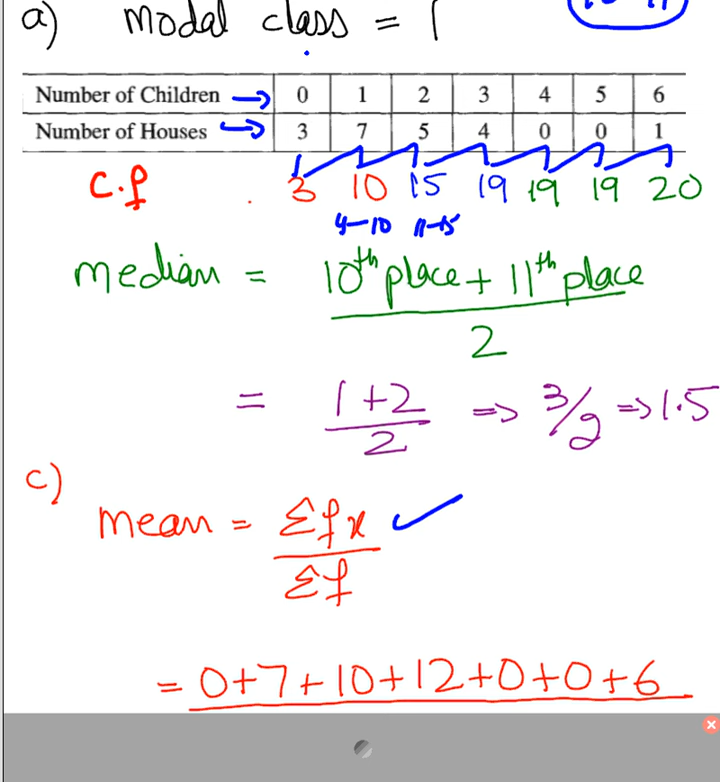 a) modal class = 1
Number of Children → 0 1 2 3 4 5 6
Number of Houses → 3 7 5 4 0 0 1
C.f 3 10 15 19 19 19 20
4-10 11-15
median = 10th place + 11th place
2
= 1+2 => 3/2 => 1.5
2
c)
mean = Σfx ✓
Σf
= 0+7+10+12+0+0+6